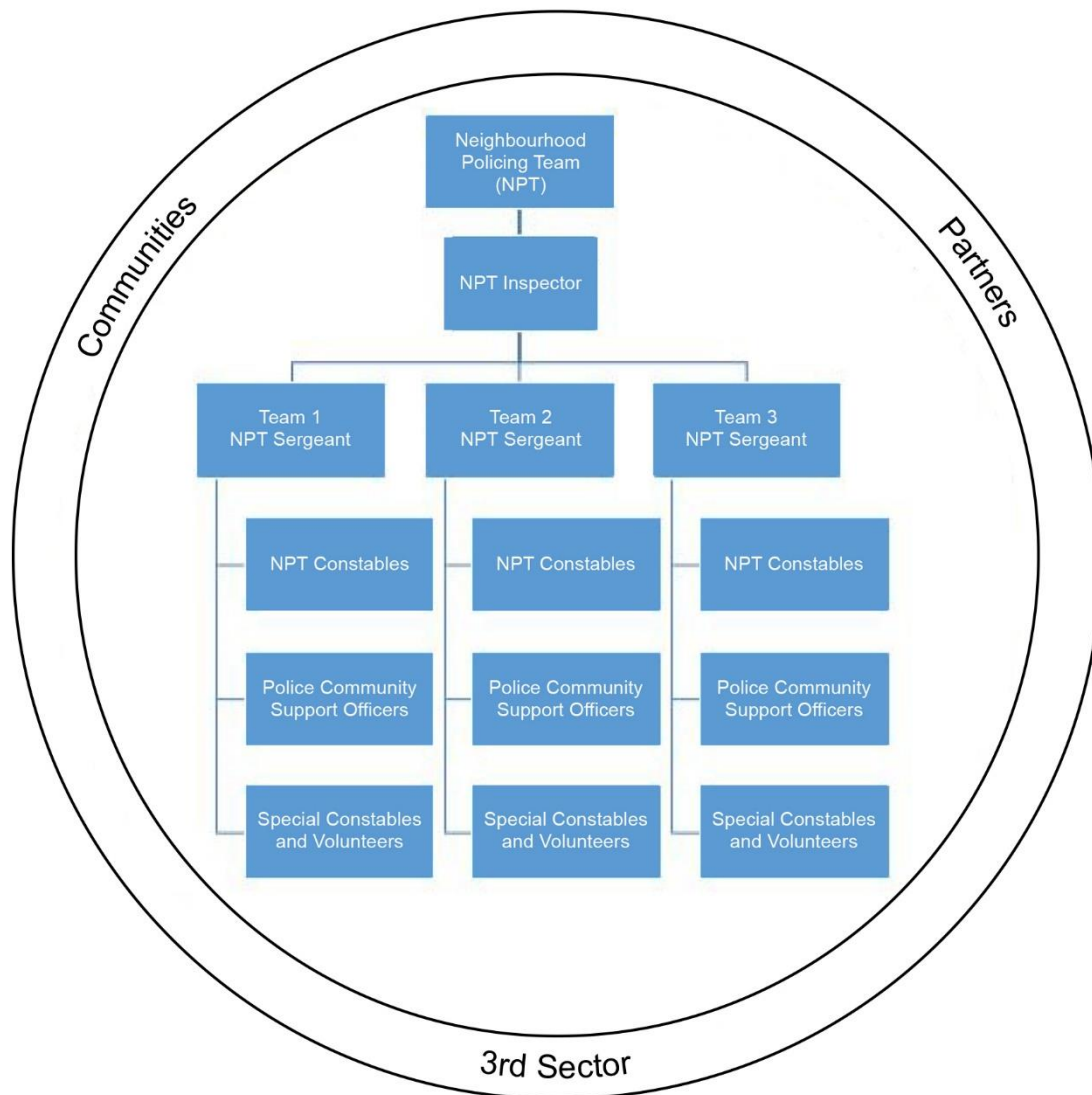 Communities
Partners
Neighbourhood
Policing Team
(NPT)
NPT Inspector
Team 1
NPT Sergeant
Team 2
NPT Sergeant
Team 3
NPT Sergeant
NPT Constables
NPT Constables
NPT Constables
Police Community
Support Officers
Police Community
Support Officers
Police Community
Support Officers
Special Constables
and Volunteers
Special Constables
and Volunteers
Special Constables
and Volunteers
3rd Sector